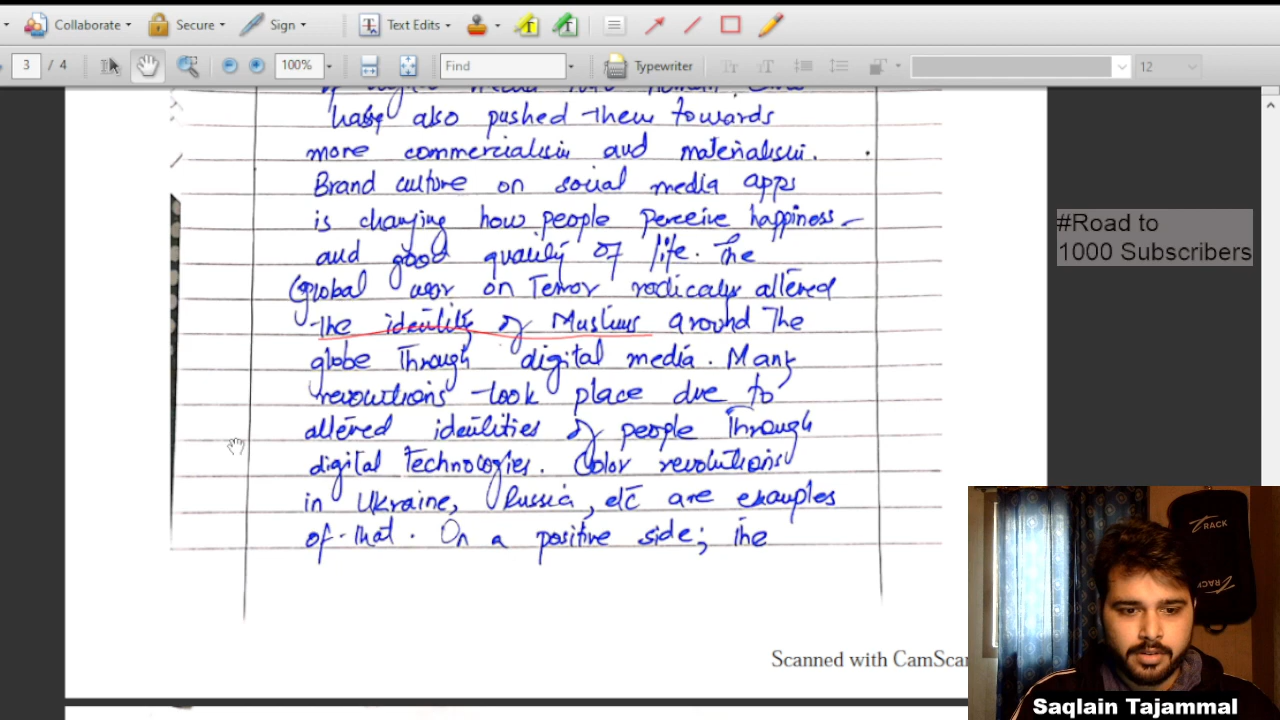 Collaborate Secure Sign Text Edits
3 / 4 100% Find Typewriter 12
have also pushed them towards
more commercialism and materialism.
Brand culture on social media apps
is changing how people perceive happiness
and good quality of life. The
Global war on Terror radically altered
the identity of Muslims around the
globe through digital media. Many
revolutions took place due to
altered identities of people through
digital technologies. Color revolutions
in Ukraine, Russia, etc are examples
of that. On a positive side; the
Scanned with CamScan
#Road to
1000 Subscribers
TRACK
TRACK
Saqlain Tajammal